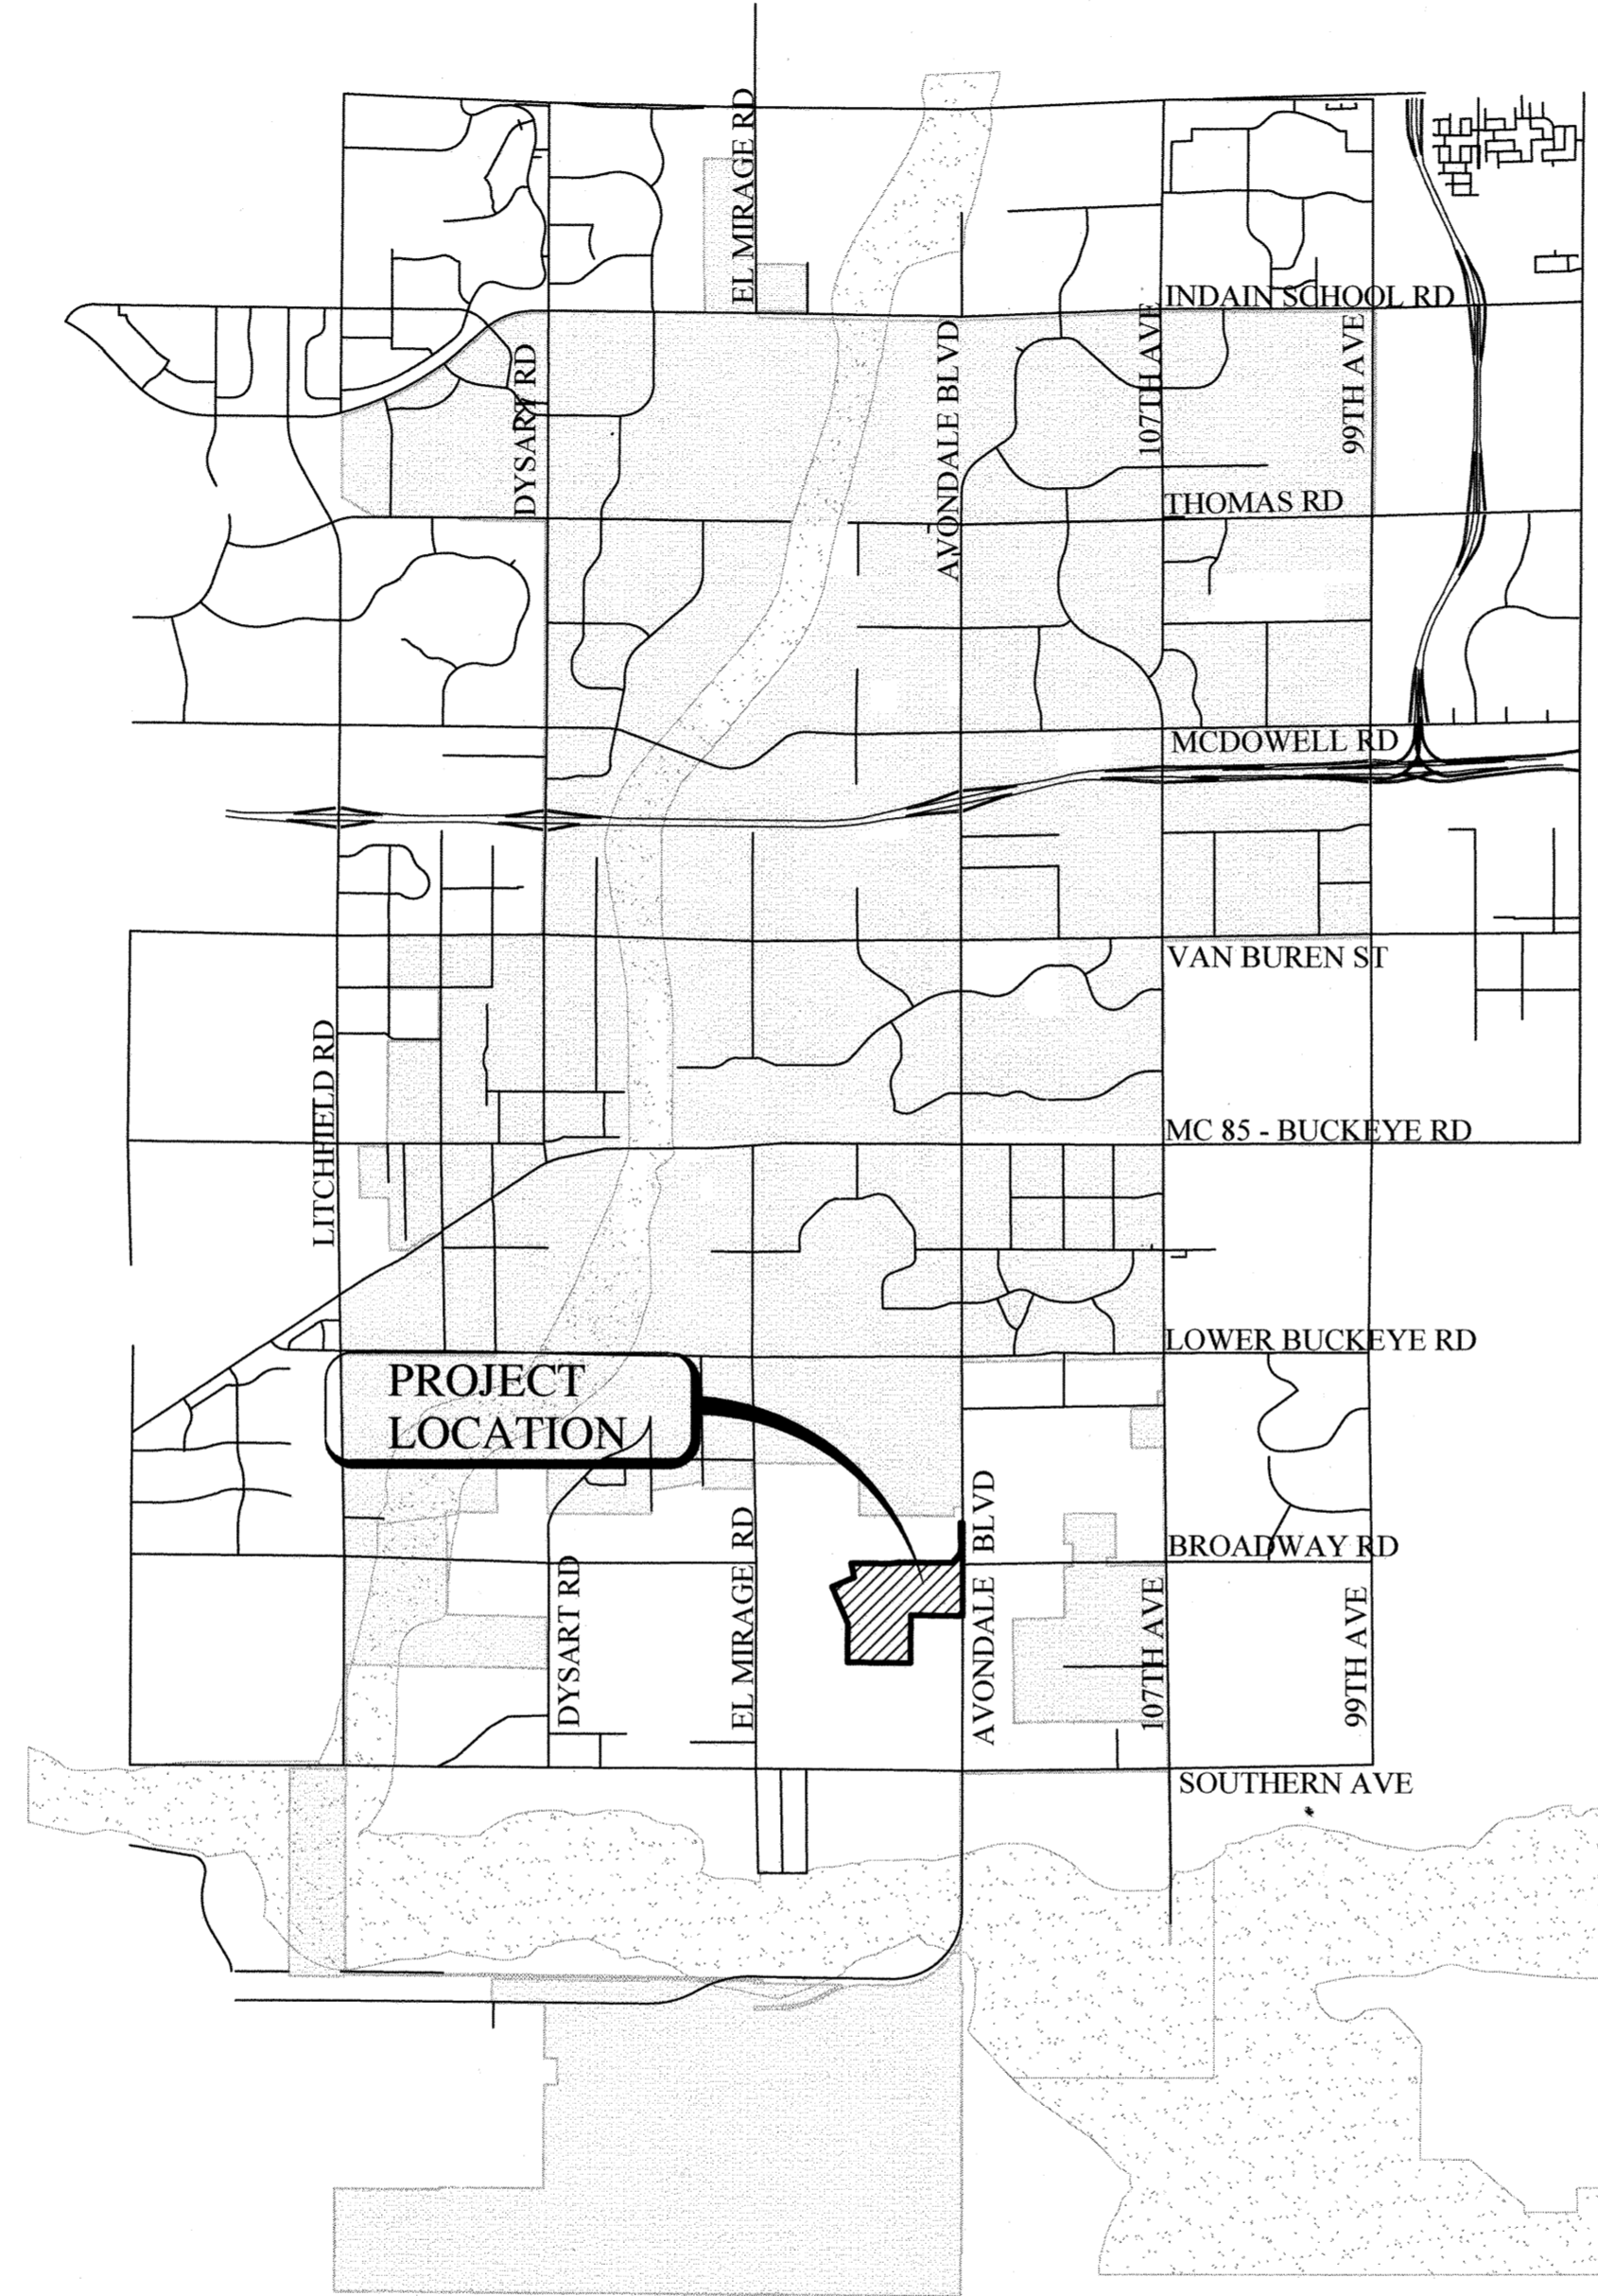 EL MIRAGE RD
INDAIN SCHOOL RD
DYSART RD
AVONDALE BLVD
107TH AVE
99TH AVE
THOMAS RD
MCDOWELL RD
VAN BUREN ST
LITCHFIELD RD
MC 85 - BUCKEYE RD
LOWER BUCKEYE RD
PROJECT
LOCATION
BROADWAY RD
DYSART RD
EL MIRAGE RD
AVONDALE BLVD
107TH AVE
99TH AVE
SOUTHERN AVE